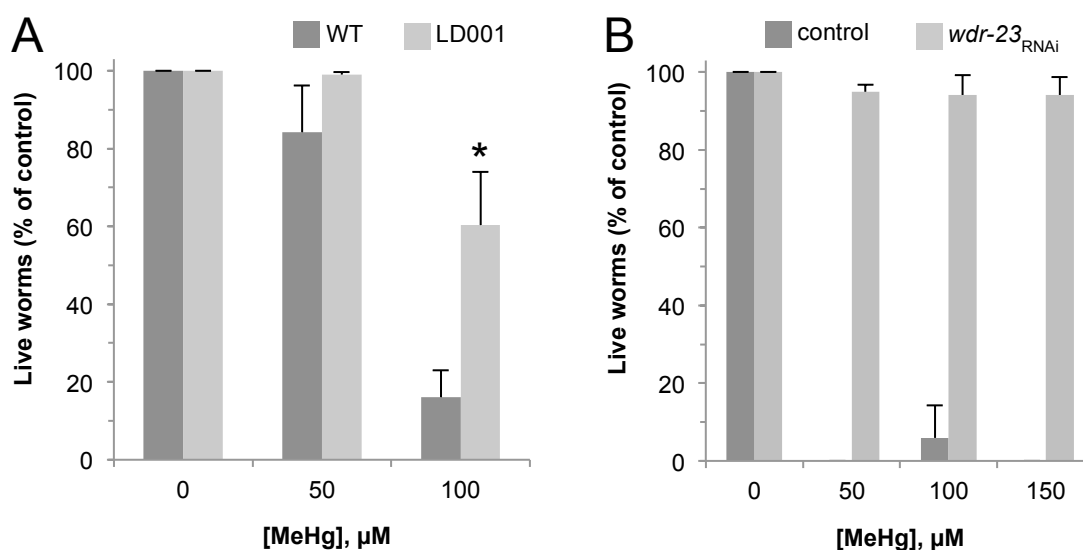 A
WT LD001
Live worms (% of control)
100
80
60
40
20
0
*
0 50 100
[MeHg], µM
B
control wdr-23RNAi
Live worms (% of control)
100
80
60
40
20
0
0 50 100 150
[MeHg], µM